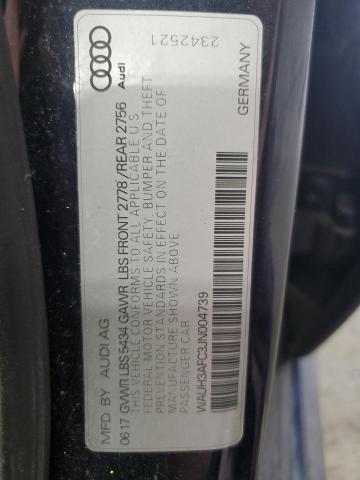 MFD BY AUDI AG
06 17 GVWR LBS 5434 GAWR LBS FRONT 2778 /REAR 2756
THIS VEHICLE CONFORMS TO ALL APPLICABLE U S
FEDERAL MOTOR VEHICLE SAFETY, BUMPER AND THEFT
PREVENTION STANDARDS IN EFFECT ON THE DATE OF
MANUFACTURE SHOWN ABOVE
PASSENGER CAR
WAUH3AFC3JN004739
GERMANY
2342521
Audi